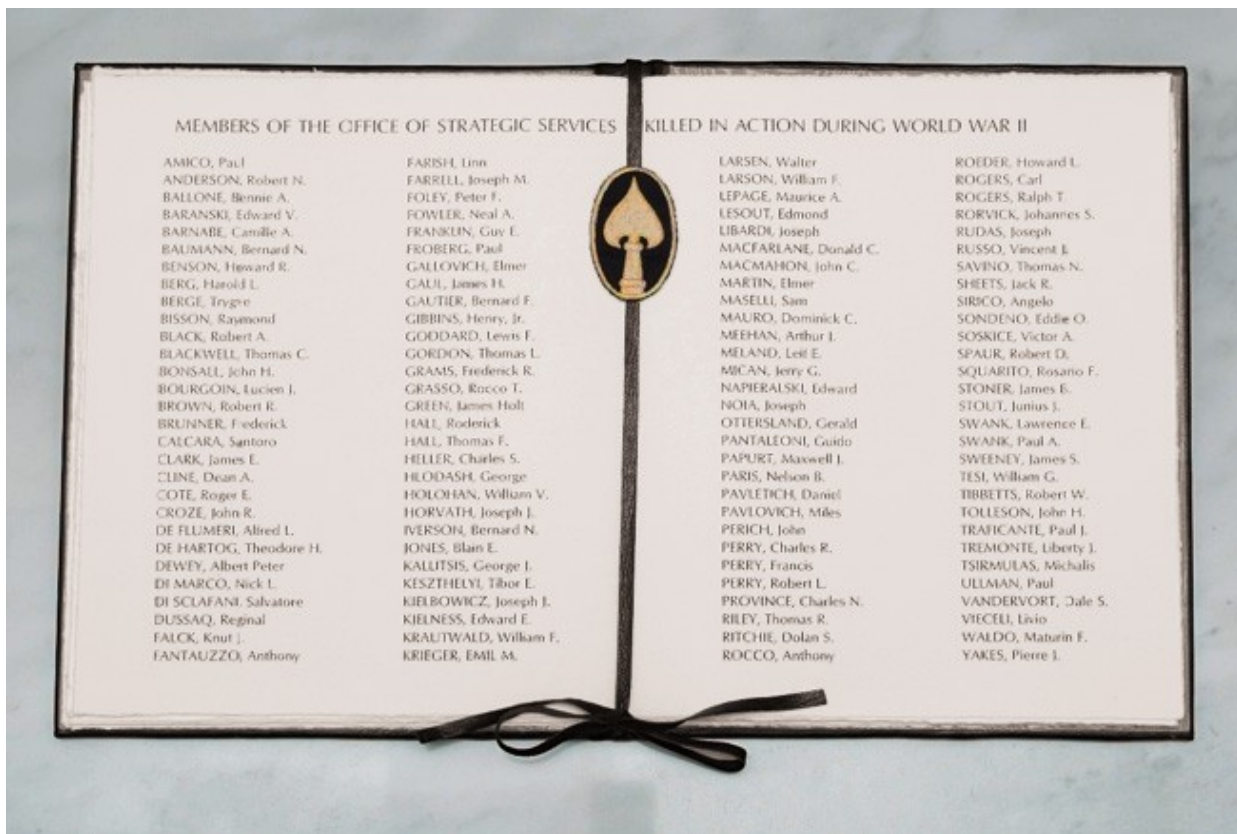 MEMBERS OF THE OFFICE OF STRATEGIC SERVICES KILLED IN ACTION DURING WORLD WAR II
AMICO, Paul
ANDERSON, Robert N.
BALLONE, Bennie A.
BARANSKI, Edward V.
BARNABE, Camille A.
BAUMANN, Bernard N.
BENSON, Howard R.
BERG, Harold L.
BERGE, Trygve
BISSON, Raymond
BLACK, Robert A.
BLACKWELL, Thomas C.
BONSALL, John H.
BOURGOIN, Lucien J.
BROWN, Robert R.
BRUNNER, Frederick
CALCARA, Santoro
CLARK, James E.
CLINE, Dean A.
COTE, Roger E.
CROZE, John R.
DE FLUMERI, Alfred L.
DE HARTOG, Theodore H.
DEWEY, Albert Peter
DI MARCO, Nick L.
DI SCLAFANI, Salvatore
DUSSAQ, Reginal
FALCK, Knut J.
FANTAUZZO, Anthony
FARISH, Linn
FARRELL, Joseph M.
FOLEY, Peter F.
FOWLER, Neal A.
FRANKLIN, Guy E.
FROBERG, Paul
GALLOVICH, Elmer
GAUL, James H.
GAUTIER, Bernard F.
GIBBINS, Henry, Jr.
GODDARD, Lewis F.
GORDON, Thomas L.
GRAMS, Frederick R.
GRASSO, Rocco T.
GREEN, James Holt
HALL, Roderick
HALL, Thomas F.
HELLER, Charles S.
HLODASH, George
HOLOHAN, William V.
HORVATH, Joseph J.
IVERSON, Bernard N.
JONES, Blain E.
KALLITSIS, George J.
KESZTHELYI, Tibor E.
KIELBOWICZ, Joseph J.
KJELNESS, Edward E.
KRAUTWALD, William F.
KRIEGER, EMIL M.
LARSEN, Walter
LARSON, William F.
LEPAGE, Maurice A.
LESOUT, Edmond
LIBARDI, Joseph
MACFARLANE, Donald C.
MACMAHON, John C.
MARTIN, Elmer
MASELLI, Sam
MAURO, Dominick C.
MEEHAN, Arthur J.
MELAND, Leif E.
MICAN, Jerry G.
NAPIERALSKI, Edward
NOIA, Joseph
OTTERSLAND, Gerald
PANTALEONI, Guido
PAPURT, Maxwell J.
PARIS, Nelson B.
PAVLETICH, Daniel
PAVLOVICH, Miles
PERICH, John
PERRY, Charles R.
PERRY, Francis
PERRY, Robert L.
PROVINCE, Charles N.
RILEY, Thomas R.
RITCHIE, Dolan S.
ROCCO, Anthony
ROEDER, Howard L.
ROGERS, Carl
ROGERS, Ralph T
RORVICK, Johannes S.
RUDAS, Joseph
RUSSO, Vincent J.
SAVINO, Thomas N.
SHEETS, Jack R.
SIRICO, Angelo
SONDENO, Eddie O.
SOSKICE, Victor A.
SPAUR, Robert D.
SQUARITO, Rosario F.
STONER, James B.
STOUT, Junius J.
SWANK, Lawrence E.
SWANK, Paul A.
SWEENEY, James S.
TESI, William G.
TIBBETTS, Robert W.
TOLLESON, John H.
TRAFICANTE, Paul J.
TREMONTE, Liberty J.
TSIRMULAS, Michalis
ULLMAN, Paul
VANDERVORT, Dale S.
VIECELI, Livio
WALDO, Maturin F.
YAKES, Pierre J.